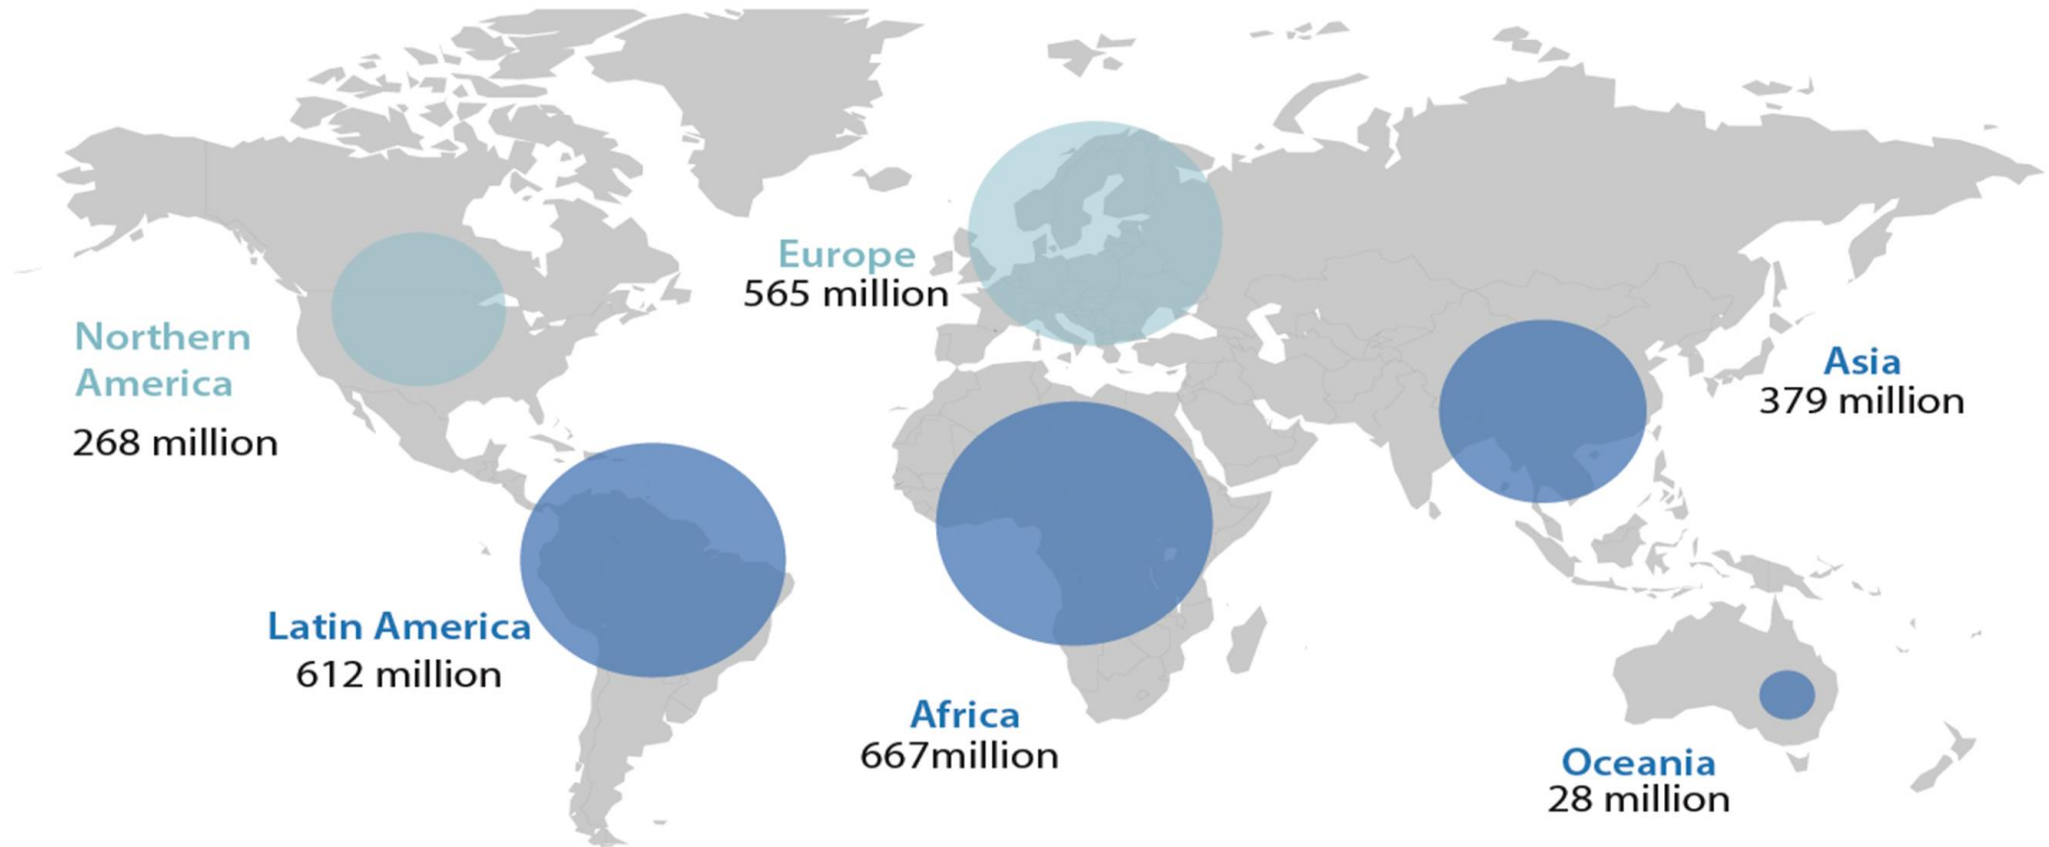 Europe
565 million
Northern
America
268 million
Asia
379 million
Latin America
612 million
Africa
667million
Oceania
28 million